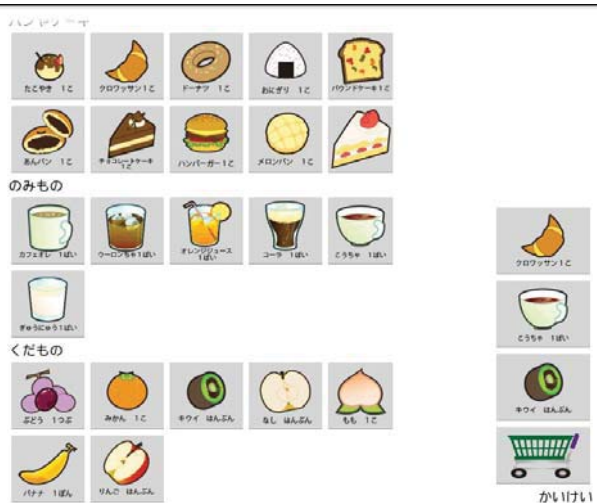 パンやケーキ
たこやき 1こ
クロワッサン1こ
ドーナツ 1こ
おにぎり 1こ
パウンドケーキ1こ
あんパン 1こ
チョコレートケーキ
1こ
ハンバーガー1こ
メロンパン 1こ
のみもの
カフェオレ 1ぱい
ウーロンちゃ1ぱい
オレンジジュース
1ぱい
コーラ 1ぱい
こうちゃ 1ぱい
ぎゅうにゅう1ぱい
くだもの
ぶどう 1つぶ
みかん 1こ
キウイ はんぶん
なし はんぶん
もも 1こ
バナナ 1ぽん
りんご はんぶん
クロワッサン1こ
こうちゃ 1ぱい
キウイ はんぶん
かいけい